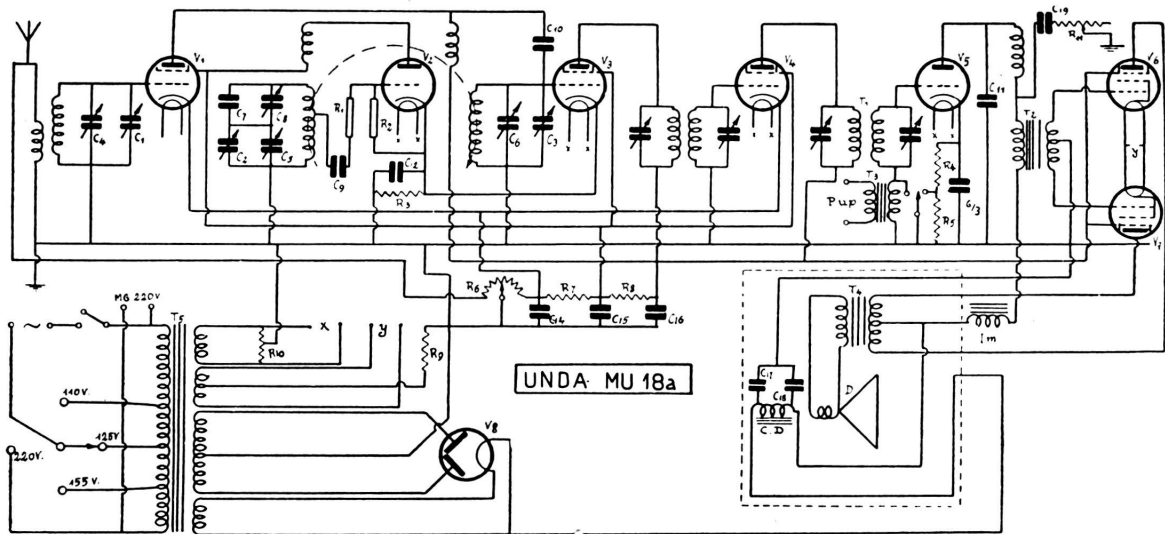 V1
V2
C10
V3
V4
V5
C19
R11
V6
C7
C8
R1
R2
C11
T1
T2
C4
C1
C2
C5
C6
C3
C9
C12
R3
T3
R4
y
Pup
R5
C13
V7
MG 220V
R6
R7
R8
T4
~
T5
x
y
C14
C15
C16
Im
R10
R9
UNDA MU 18a
110V.
C17
C18
D
125V
V8
C.D
220V.
155V.